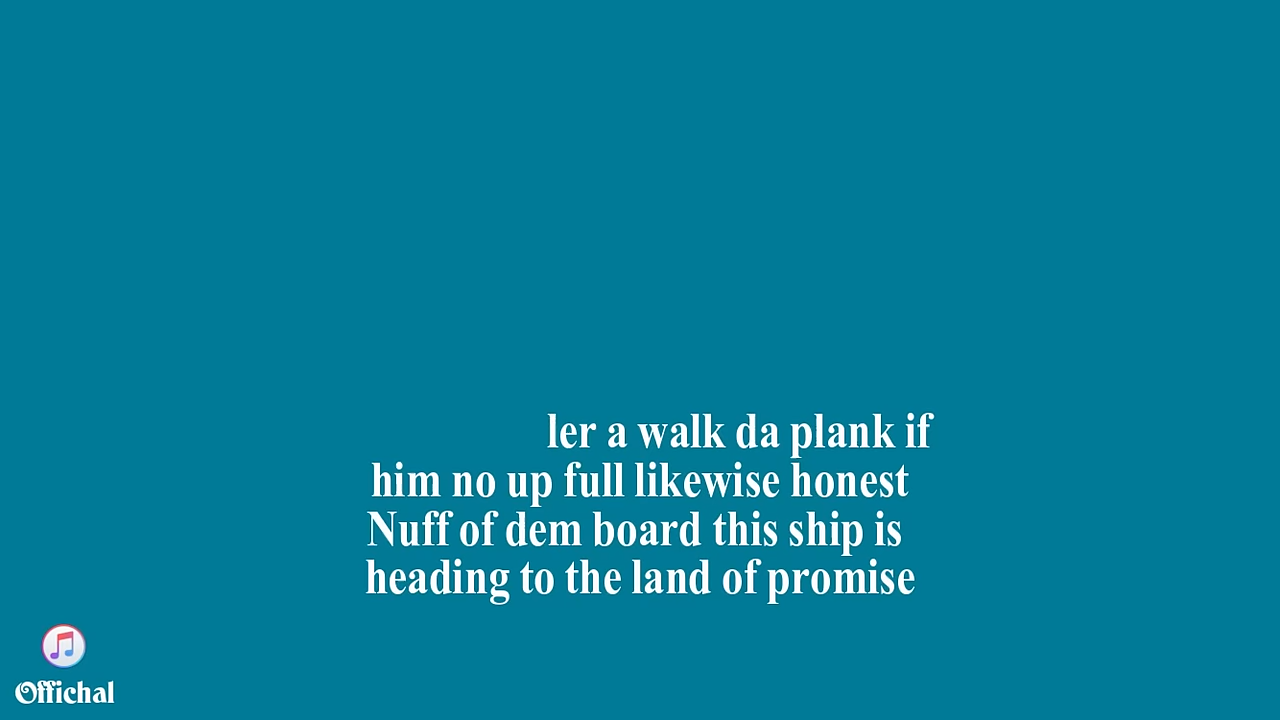 ler a walk da plank if
him no up full likewise honest
Nuff of dem board this ship is
heading to the land of promise
Offichal